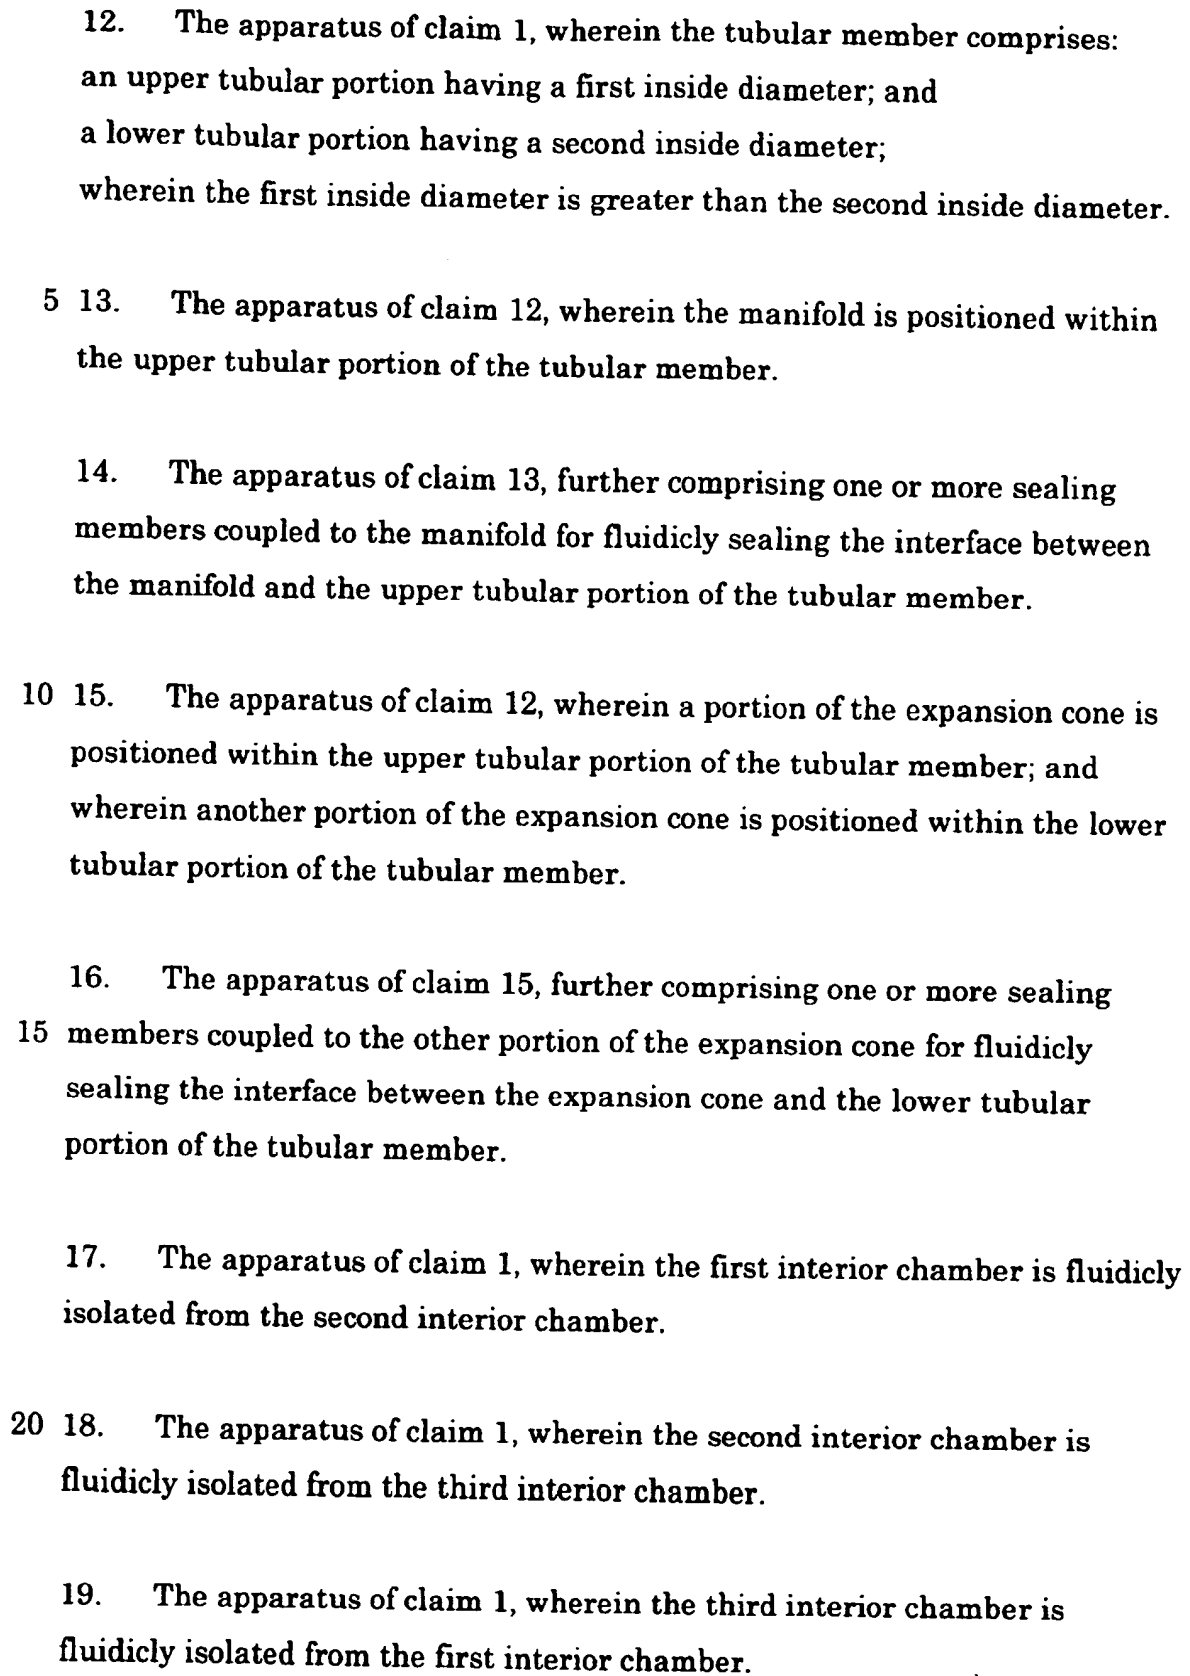 12. The apparatus of claim 1, wherein the tubular member comprises:
an upper tubular portion having a first inside diameter; and
a lower tubular portion having a second inside diameter;
wherein the first inside diameter is greater than the second inside diameter.
5 13. The apparatus of claim 12, wherein the manifold is positioned within
the upper tubular portion of the tubular member.
14. The apparatus of claim 13, further comprising one or more sealing
members coupled to the manifold for fluidicly sealing the interface between
the manifold and the upper tubular portion of the tubular member.
10 15. The apparatus of claim 12, wherein a portion of the expansion cone is
positioned within the upper tubular portion of the tubular member; and
wherein another portion of the expansion cone is positioned within the lower
tubular portion of the tubular member.
16. The apparatus of claim 15, further comprising one or more sealing
15 members coupled to the other portion of the expansion cone for fluidicly
sealing the interface between the expansion cone and the lower tubular
portion of the tubular member.
17. The apparatus of claim 1, wherein the first interior chamber is fluidicly
isolated from the second interior chamber.
20 18. The apparatus of claim 1, wherein the second interior chamber is
fluidicly isolated from the third interior chamber.
19. The apparatus of claim 1, wherein the third interior chamber is
fluidicly isolated from the first interior chamber.